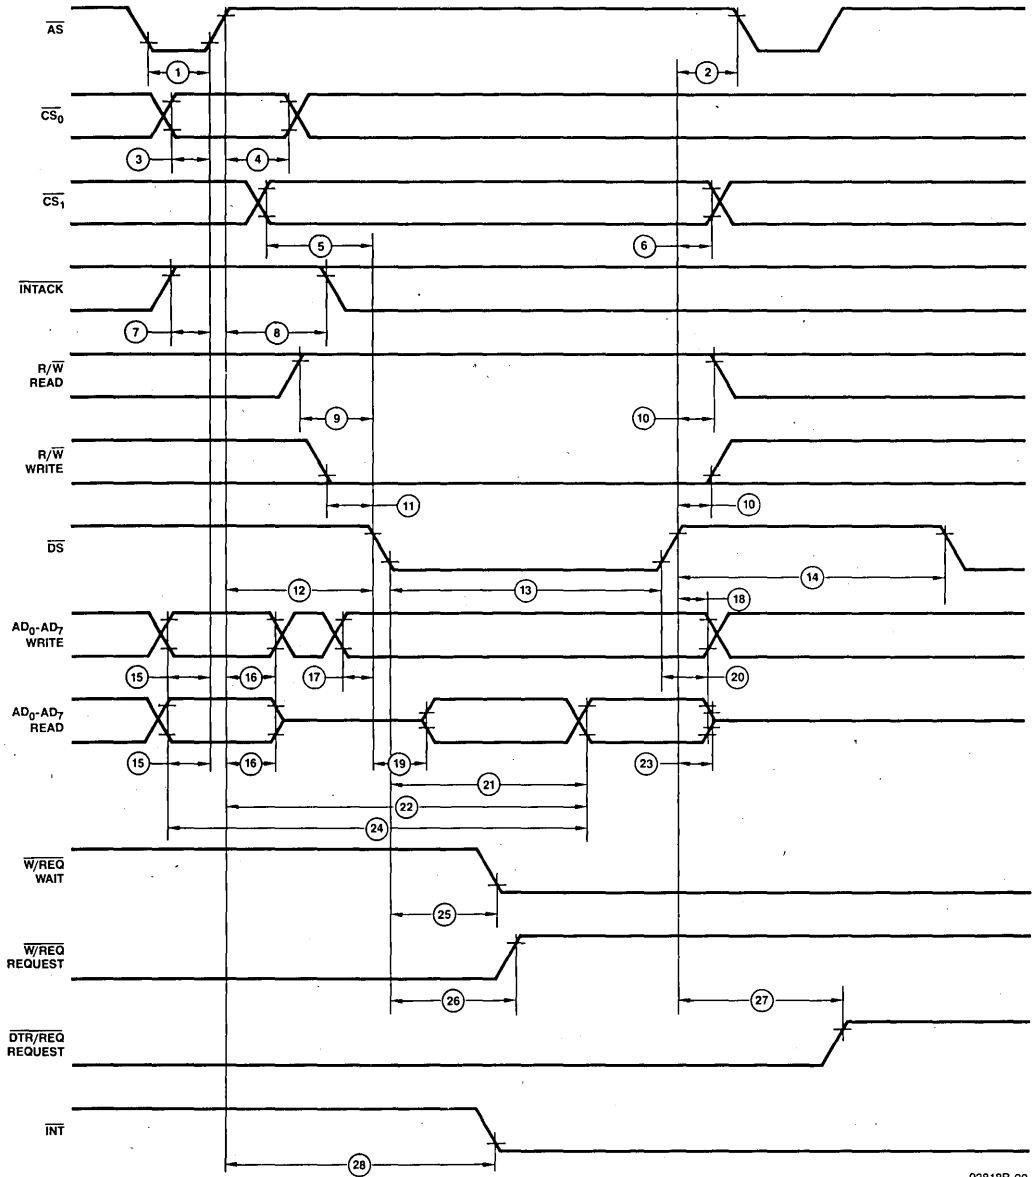 AS
1
2
CS0
3
4
CS1
5
6
INTACK
7
8
R/W
READ
9
10
R/W
WRITE
11
10
DS
12
13
14
18
AD0-AD7
WRITE
15
16
17
20
AD0-AD7
READ
15
16
19
23
21
22
24
W/REQ
WAIT
25
W/REQ
REQUEST
26
27
DTR/REQ
REQUEST
INT
28